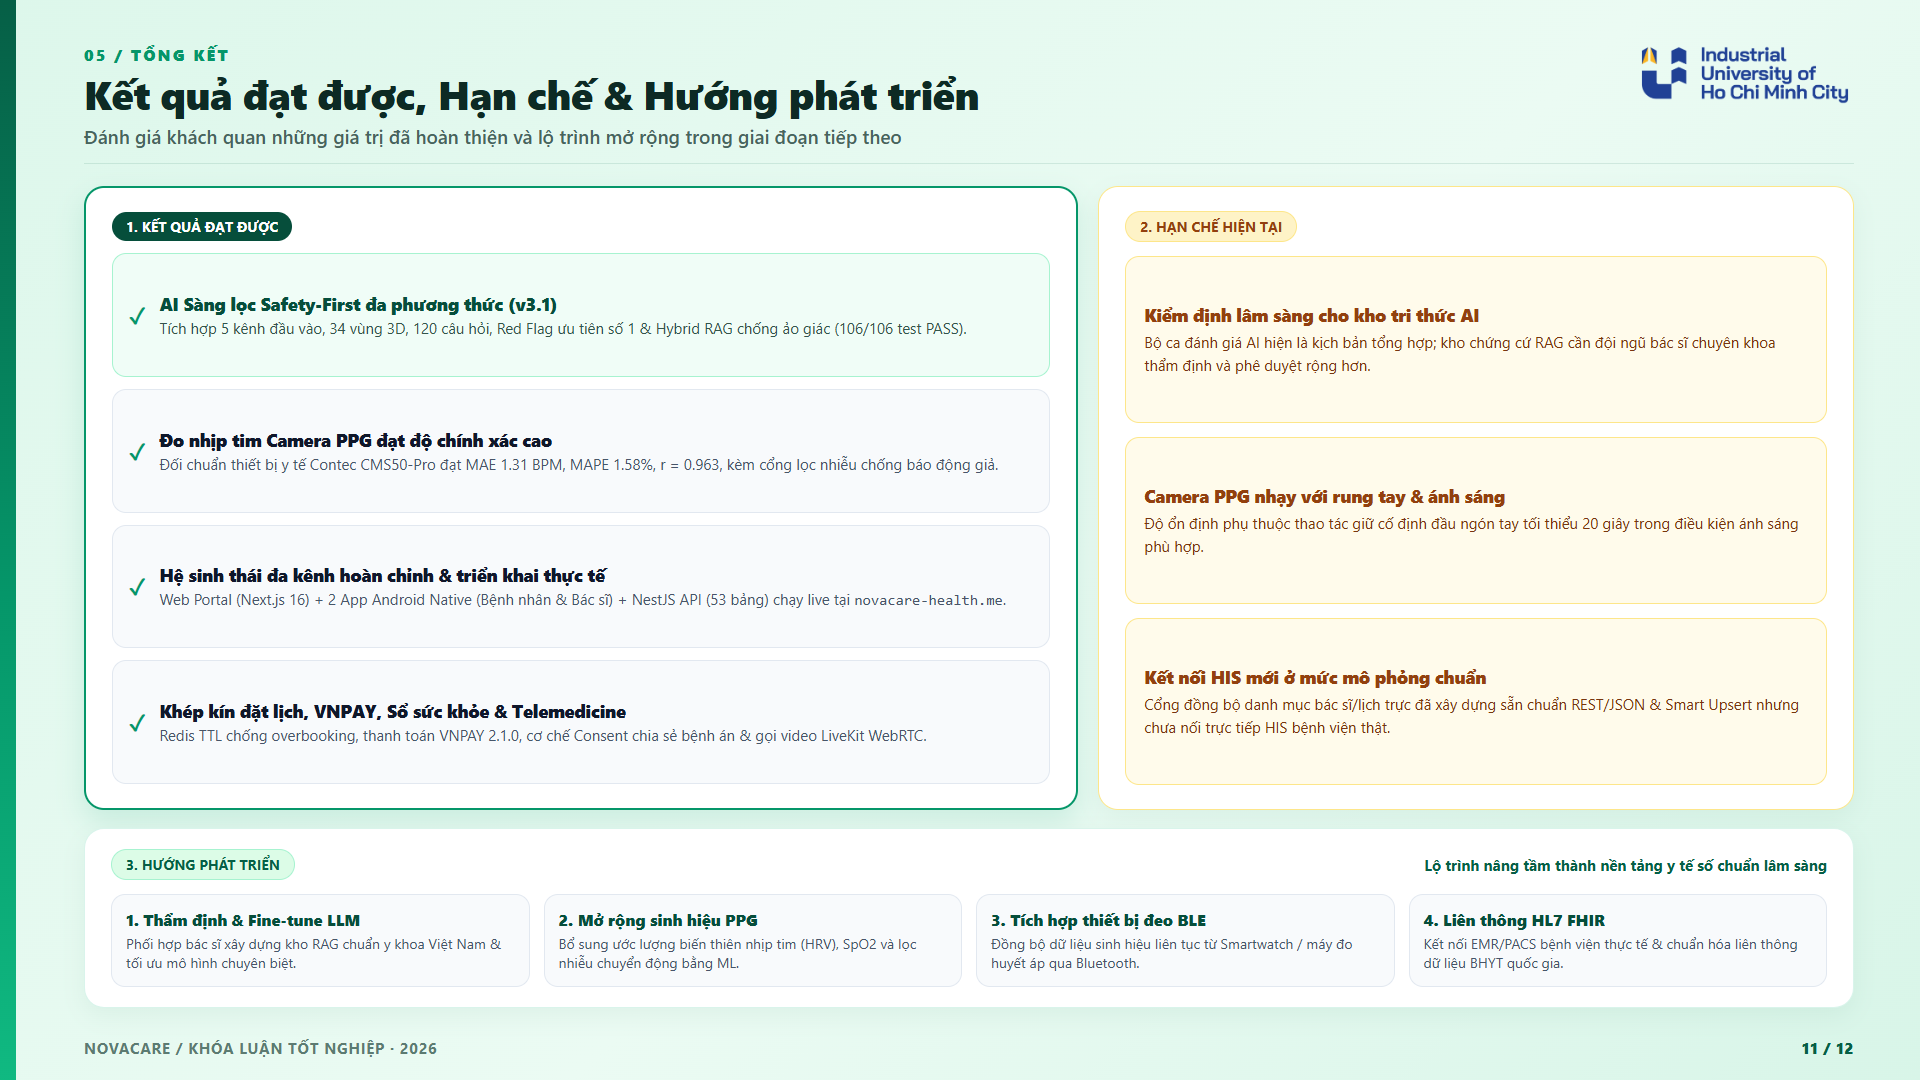 05 / TỔNG KẾT
Kết quả đạt được, Hạn chế & Hướng phát triển
Đánh giá khách quan những giá trị đã hoàn thiện và lộ trình mở rộng trong giai đoạn tiếp theo
Industrial
University of
Ho Chi Minh City
1. KẾT QUẢ ĐẠT ĐƯỢC
✓ AI Sàng lọc Safety-First đa phương thức (v3.1)
Tích hợp 5 kênh đầu vào, 34 vùng 3D, 120 câu hỏi, Red Flag ưu tiên số 1 & Hybrid RAG chống ảo giác (106/106 test PASS).
✓ Đo nhịp tim Camera PPG đạt độ chính xác cao
Đối chuẩn thiết bị y tế Contec CMS50-Pro đạt MAE 1.31 BPM, MAPE 1.58%, r = 0.963, kèm cổng lọc nhiễu chống báo động giả.
✓ Hệ sinh thái đa kênh hoàn chỉnh & triển khai thực tế
Web Portal (Next.js 16) + 2 App Android Native (Bệnh nhân & Bác sĩ) + NestJS API (53 bảng) chạy live tại novacare-health.me.
✓ Khép kín đặt lịch, VNPAY, Sổ sức khỏe & Telemedicine
Redis TTL chống overbooking, thanh toán VNPAY 2.1.0, cơ chế Consent chia sẻ bệnh án & gọi video LiveKit WebRTC.
2. HẠN CHẾ HIỆN TẠI
Kiểm định lâm sàng cho kho tri thức AI
Bộ ca đánh giá AI hiện là kịch bản tổng hợp; kho chứng cứ RAG cần đội ngũ bác sĩ chuyên khoa
thẩm định và phê duyệt rộng hơn.
Camera PPG nhạy với rung tay & ánh sáng
Độ ổn định phụ thuộc thao tác giữ cố định đầu ngón tay tối thiểu 20 giây trong điều kiện ánh sáng
phù hợp.
Kết nối HIS mới ở mức mô phỏng chuẩn
Cổng đồng bộ danh mục bác sĩ/lịch trực đã xây dựng sẵn chuẩn REST/JSON & Smart Upsert nhưng
chưa nối trực tiếp HIS bệnh viện thật.
3. HƯỚNG PHÁT TRIỂN
Lộ trình nâng tầm thành nền tảng y tế số chuẩn lâm sàng
1. Thẩm định & Fine-tune LLM
Phối hợp bác sĩ xây dựng kho RAG chuẩn y khoa Việt Nam &
tối ưu mô hình chuyên biệt.
2. Mở rộng sinh hiệu PPG
Bổ sung ước lượng biến thiên nhịp tim (HRV), SpO2 và lọc
nhiễu chuyển động bằng ML.
3. Tích hợp thiết bị đeo BLE
Đồng bộ dữ liệu sinh hiệu liên tục từ Smartwatch / máy đo
huyết áp qua Bluetooth.
4. Liên thông HL7 FHIR
Kết nối EMR/PACS bệnh viện thực tế & chuẩn hóa liên thông
dữ liệu BHYT quốc gia.
NOVACARE / KHÓA LUẬN TỐT NGHIỆP · 2026
11 / 12